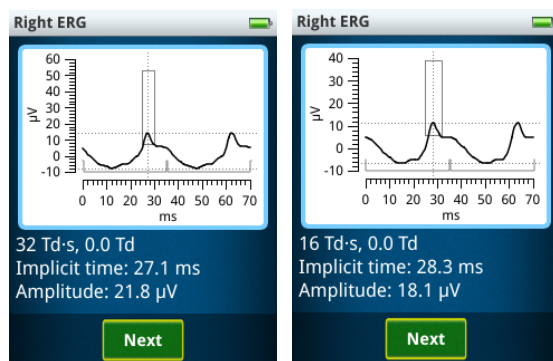 Right ERG
60
50
40
30
20
10
0
-10
µV
0 10 20 30 40 50 60 70
ms
32 Td·s, 0.0 Td
Implicit time: 27.1 ms
Amplitude: 21.8 µV
Next
Right ERG
40
30
20
10
0
-10
µV
0 10 20 30 40 50 60 70
ms
16 Td·s, 0.0 Td
Implicit time: 28.3 ms
Amplitude: 18.1 µV
Next